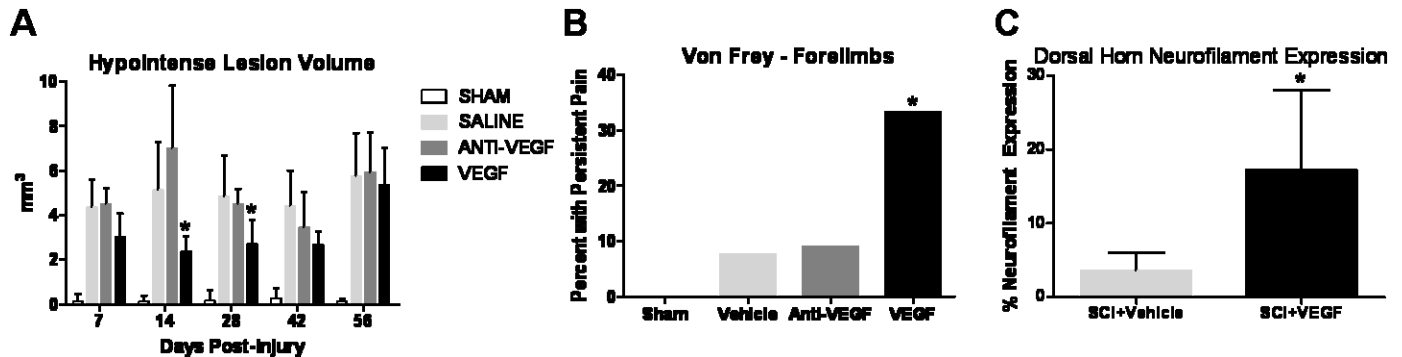 A
Hypointense Lesion Volume
10
8
6
4
2
0
mm3
*
*
7 14 28 42 56
Days Post-Injury
SHAM
SALINE
ANTI-VEGF
VEGF
B
Von Frey - Forelimbs
Percent with Persistent Pain
40
30
20
10
0
*
Sham Vehicle Anti-VEGF VEGF
C
Dorsal Horn Neurofilament Expression
% Neurofilament Expression
30
20
10
0
*
SCI+Vehicle SCI+VEGF